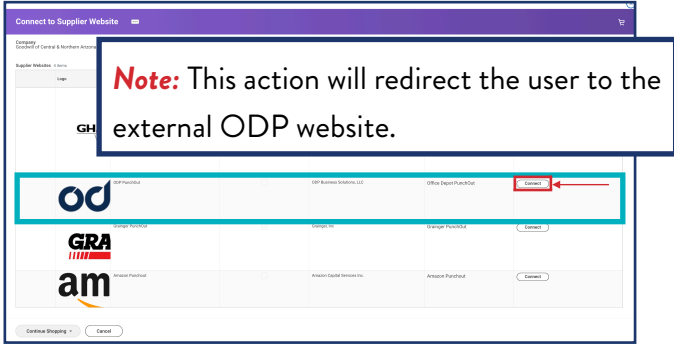 Connect to Supplier Website
Company
Goodwill of Central & Northern Arizona
Supplier Websites 4 items
Logo
Note: This action will redirect the user to the
external ODP website.
GH
od
ODP PunchOut
ODP Business Solutions, LLC
Office Depot PunchOut
Connect
GRA
Grainger PunchOut
Grainger, Inc
Grainger PunchOut
Connect
am
Amazon Punchout
Amazon Capital Services Inc.
Amazon Punchout
Connect
Continue Shopping
Cancel